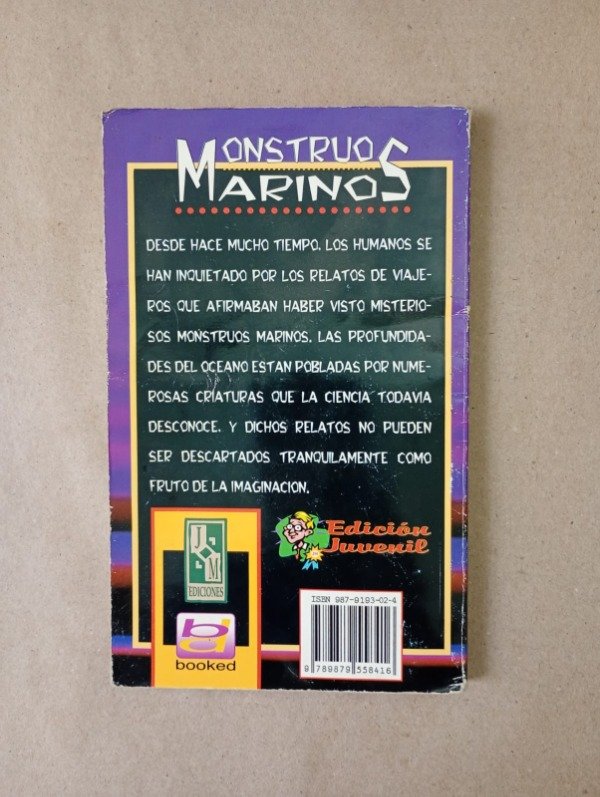 MONSTRUOS
MARINOS
DESDE HACE MUCHO TIEMPO, LOS HUMANOS SE
HAN INQUIETADO POR LOS RELATOS DE VIAJE-
ROS QUE AFIRMABAN HABER VISTO MISTERIO-
SOS MONSTRUOS MARINOS. LAS PROFUNDIDA-
DES DEL OCEANO ESTAN POBLADAS POR NUME-
ROSAS CRIATURAS QUE LA CIENCIA TODAVIA
DESCONOCE. Y DICHOS RELATOS NO PUEDEN
SER DESCARTADOS TRANQUILAMENTE COMO
FRUTO DE LA IMAGINACION.
J.M
EDICIONES
bd
booked
Edición
Juvenil
ISBN 987-9193-02-4
9 789879 558416